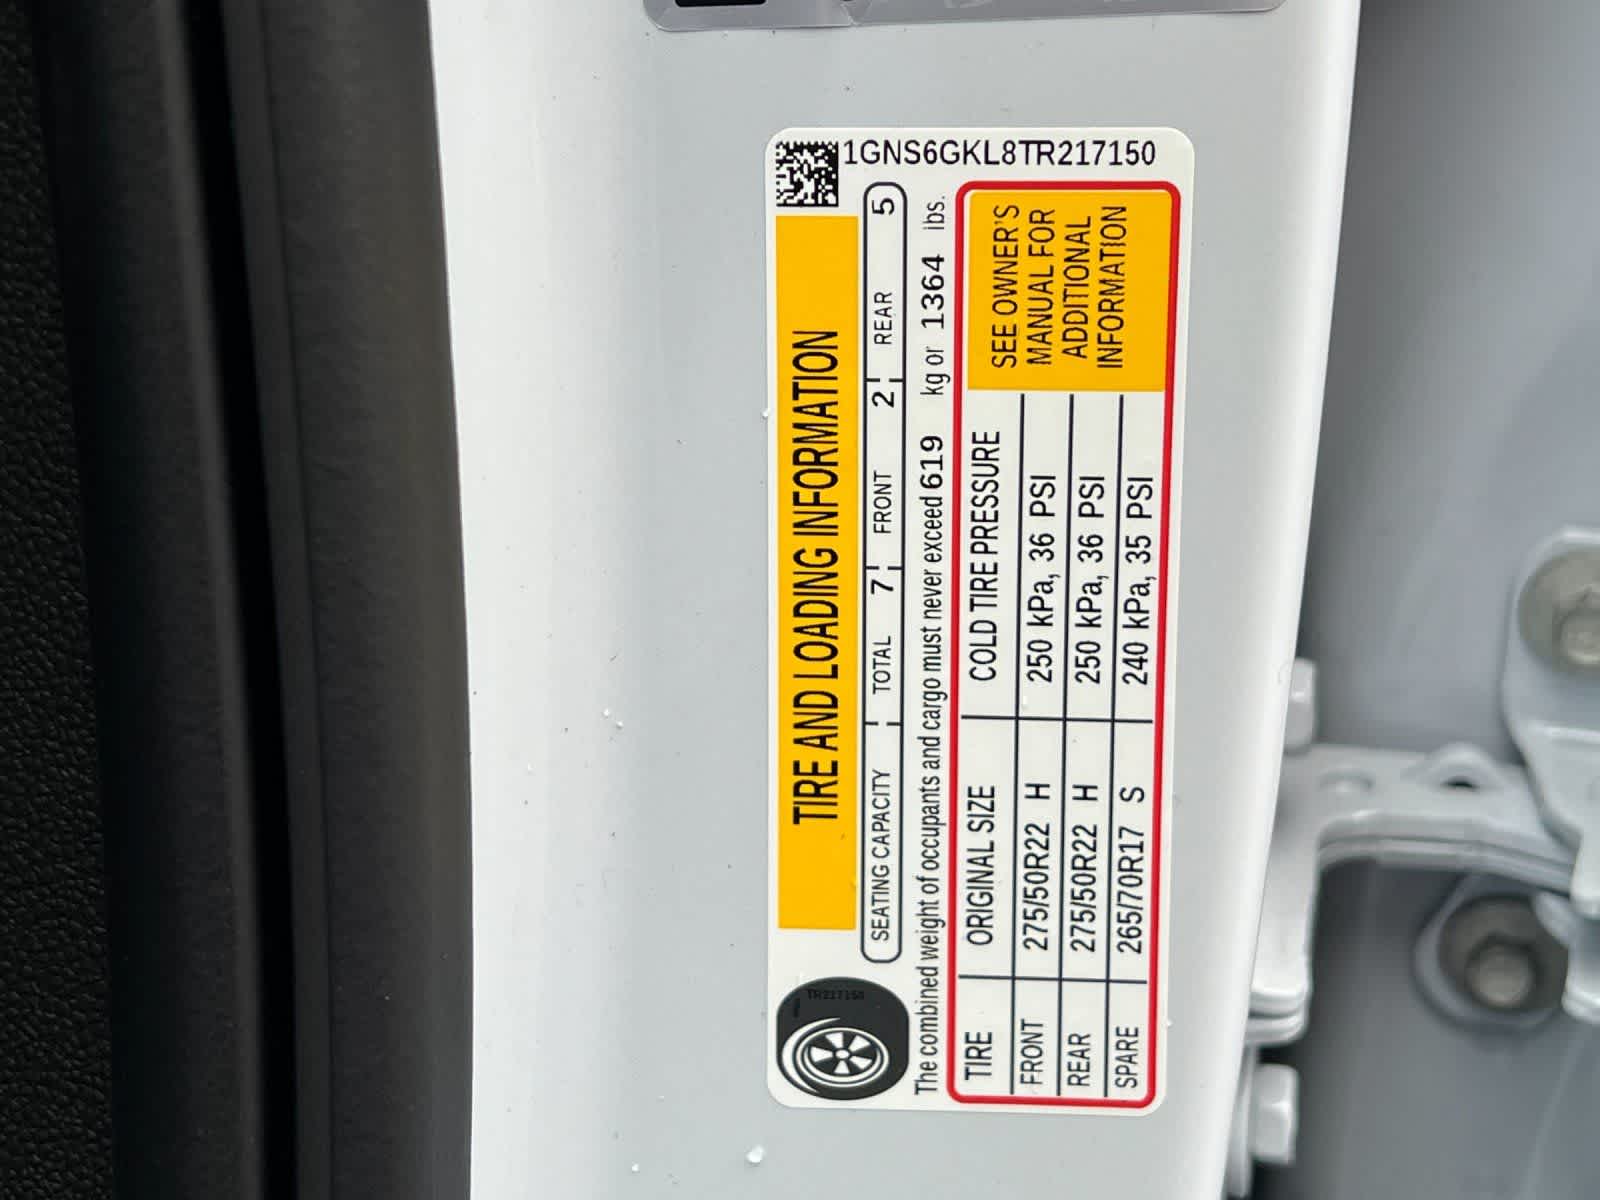 1GNS6GKL8TR217150
TIRE AND LOADING INFORMATION
SEATING CAPACITY TOTAL 7 FRONT 2 REAR 5
The combined weight of occupants and cargo must never exceed 619 kg or 1364 lbs.
TIRE ORIGINAL SIZE COLD TIRE PRESSURE
FRONT 275/50R22 H 250 kPa, 36 PSI
REAR 275/50R22 H 250 kPa, 36 PSI
SPARE 265/70R17 S 240 kPa, 35 PSI
SEE OWNER'S
MANUAL FOR
ADDITIONAL
INFORMATION
TR217150